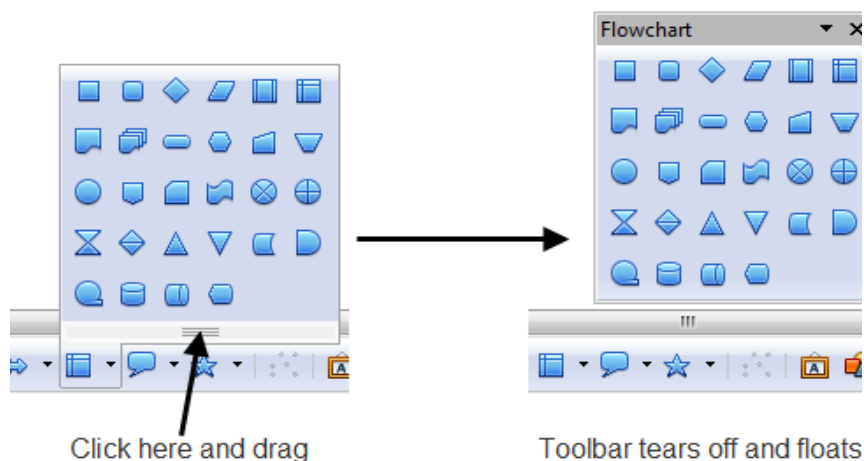 Flowchart
A
A
Click here and drag
Toolbar tears off and floats